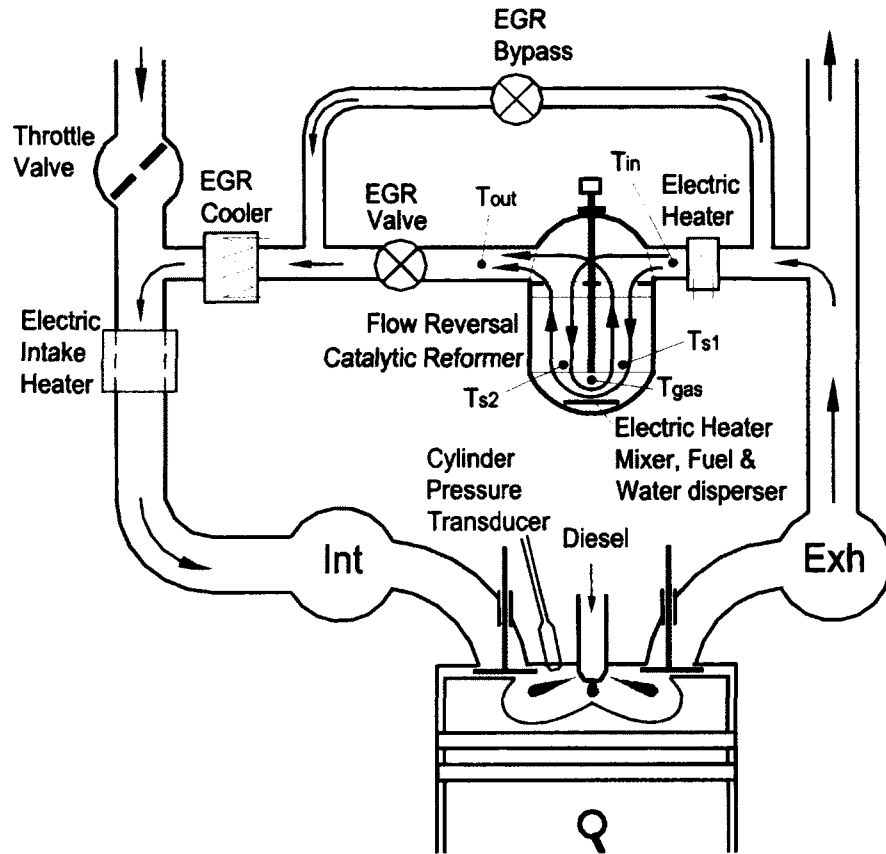 EGR
Bypass
Throttle
Valve
EGR
Cooler
EGR
Valve
Tout
Tin
Electric
Heater
Electric
Intake
Heater
Flow Reversal
Catalytic Reformer
Ts1
Ts2
Tgas
Electric Heater
Mixer, Fuel &
Water disperser
Cylinder
Pressure
Transducer
Diesel
Int
Exh